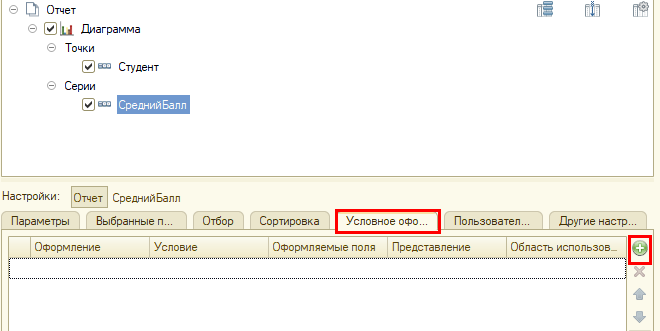 Отчет
Диаграмма
Точки
Студент
Серии
СреднийБалл
Настройки: Отчет СреднийБалл
Параметры Выбранные п... Отбор Сортировка Условное офо... Пользовател... Другие настр...
Оформление Условие Оформляемые поля Представление Область использов..